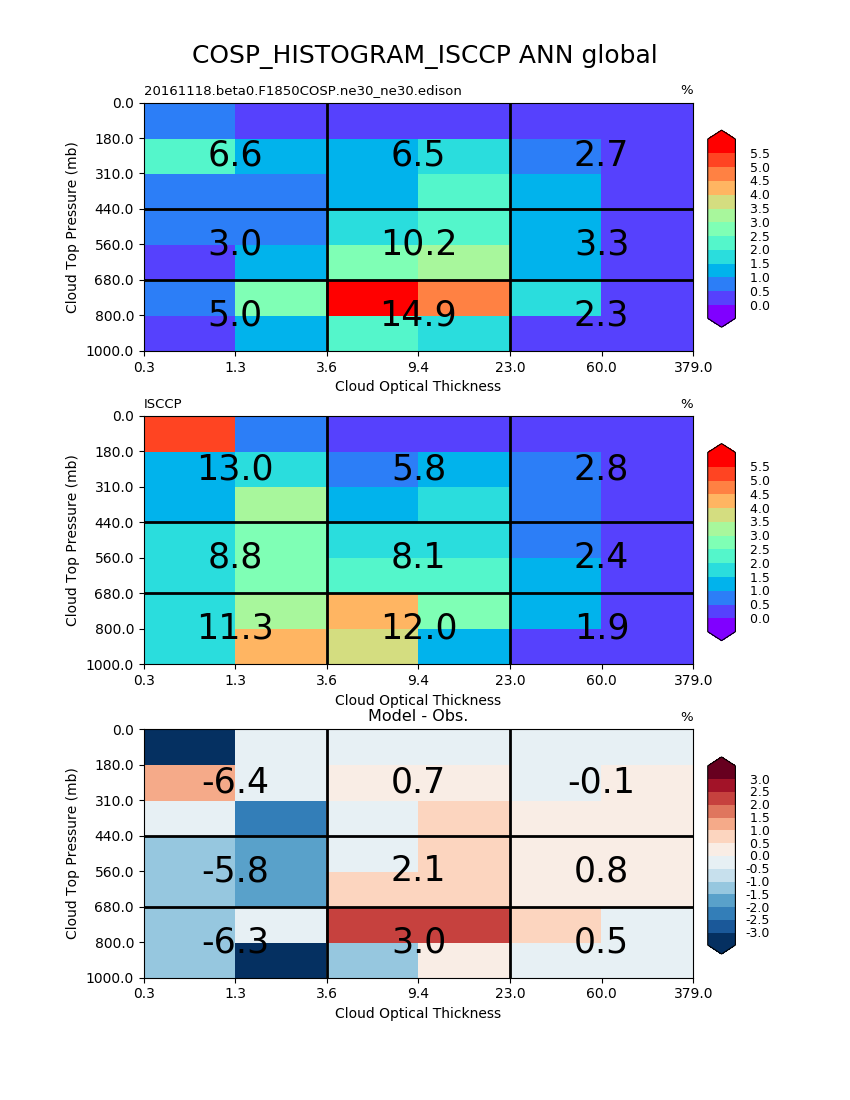 COSP_HISTOGRAM_ISCCP ANN global
20161118.beta0.F1850COSP.ne30_ne30.edison %
0.0
180.0
310.0
440.0
560.0
680.0
800.0
1000.0
Cloud Top Pressure (mb)
6.6 6.5 2.7
3.0 10.2 3.3
5.0 14.9 2.3
0.3 1.3 3.6 9.4 23.0 60.0 379.0
Cloud Optical Thickness
5.5
5.0
4.5
4.0
3.5
3.0
2.5
2.0
1.5
1.0
0.5
0.0
ISCCP %
0.0
180.0
310.0
440.0
560.0
680.0
800.0
1000.0
Cloud Top Pressure (mb)
13.0 5.8 2.8
8.8 8.1 2.4
11.3 12.0 1.9
0.3 1.3 3.6 9.4 23.0 60.0 379.0
Cloud Optical Thickness
5.5
5.0
4.5
4.0
3.5
3.0
2.5
2.0
1.5
1.0
0.5
0.0
Model - Obs. %
0.0
180.0
310.0
440.0
560.0
680.0
800.0
1000.0
Cloud Top Pressure (mb)
-6.4 0.7 -0.1
-5.8 2.1 0.8
-6.3 3.0 0.5
0.3 1.3 3.6 9.4 23.0 60.0 379.0
Cloud Optical Thickness
3.0
2.5
2.0
1.5
1.0
0.5
0.0
-0.5
-1.0
-1.5
-2.0
-2.5
-3.0